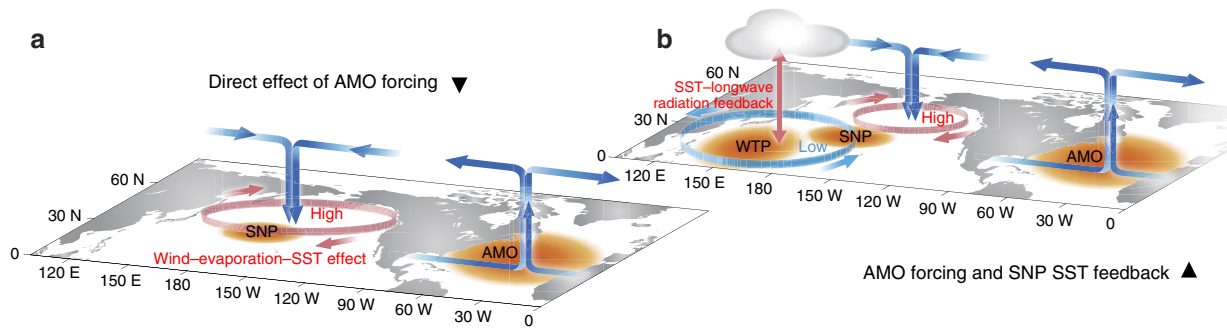 a
Direct effect of AMO forcing ▼
High
SNP
Wind–evaporation–SST effect
AMO
60 N
30 N
0
120 E
150 E
180
150 W
120 W
90 W
60 W
30 W
0
b
SST–longwave
radiation feedback
High
WTP
Low
SNP
AMO
60 N
30 N
0
120 E
150 E
180
150 W
120 W
90 W
60 W
30 W
0
AMO forcing and SNP SST feedback ▲